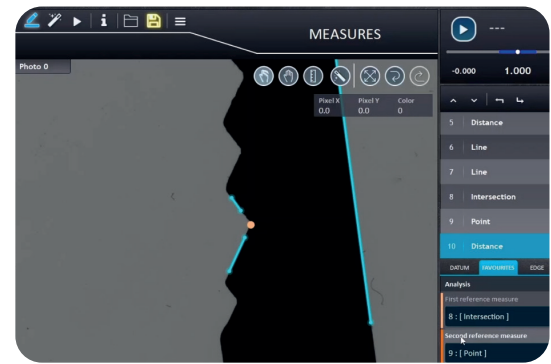 MEASURES
Photo 0
Pixel X Pixel Y Color
0.0 0.0 0
---
-0.000 1.000
5 Distance
6 Line
7 Line
8 Intersection
9 Point
10 Distance
DATUM FAVOURITES EDGE
Analysis
First reference measure
8 : [ Intersection ]
Second reference measure
9 : [ Point ]